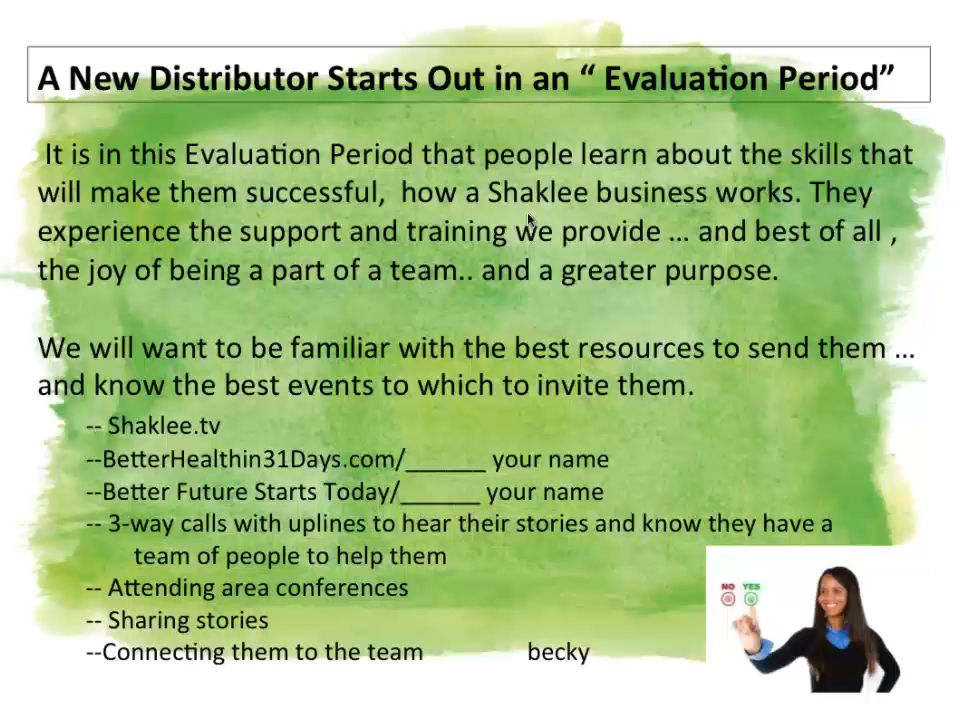 A New Distributor Starts Out in an “ Evaluation Period”
It is in this Evaluation Period that people learn about the skills that
will make them successful,  how a Shaklee business works. They
experience the support and training we provide … and best of all ,
the joy of being a part of a team.. and a greater purpose.
We will want to be familiar with the best resources to send them …
and know the best events to which to invite them.
-- Shaklee.tv
--BetterHealthin31Days.com/______ your name
--Better Future Starts Today/______ your name
-- 3-way calls with uplines to hear their stories and know they have a
team of people to help them
NO YES
-- Attending area conferences
-- Sharing stories
--Connecting them to the team becky